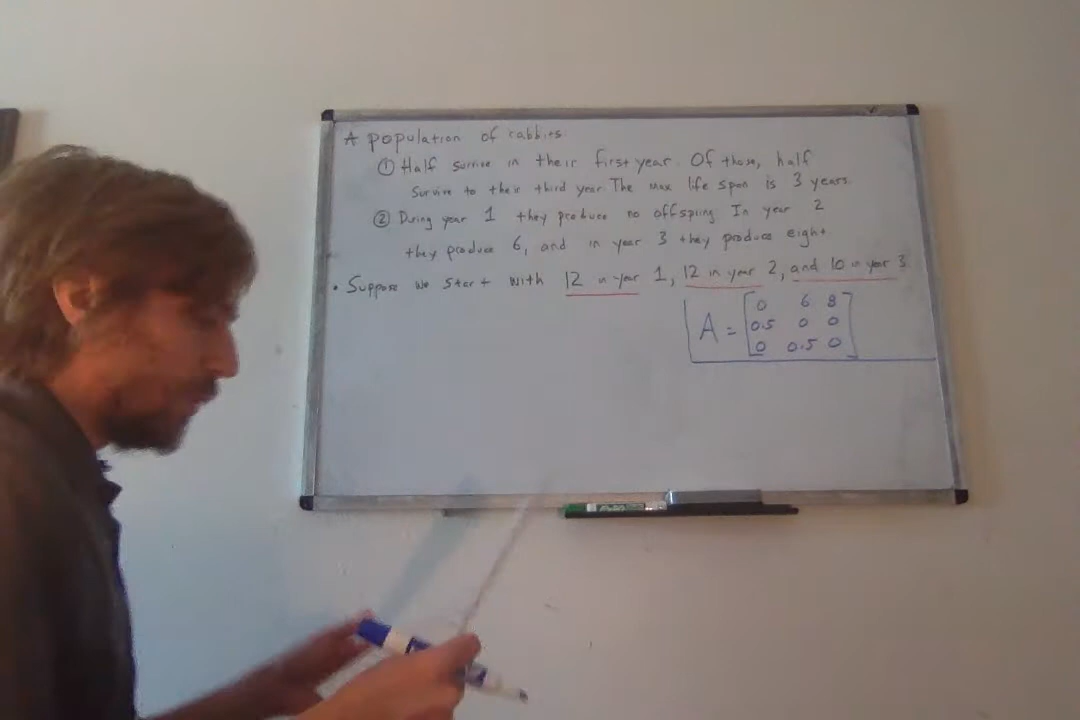 A population of rabbits.
① Half survive in their first year. Of those, half
survive to their third year. The max life span is 3 years.
② During year 1 they produce no offspring In year 2
they produce 6, and in year 3 they produce eight
• Suppose we start with 12 in year 1, 12 in year 2, and 10 in year 3
A = [0 6 8
0.5 0 0
0 0.5 0]